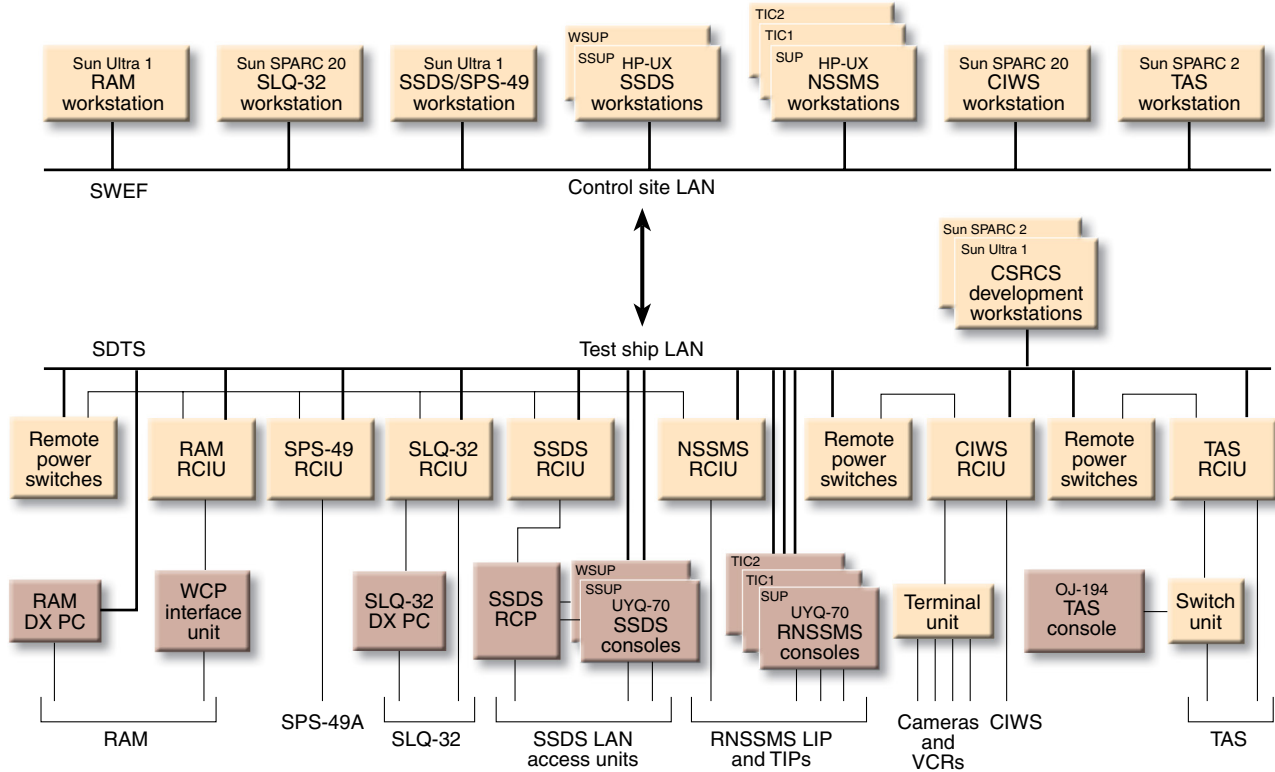 Sun Ultra 1
RAM
workstation
Sun SPARC 20
SLQ-32
workstation
Sun Ultra 1
SSDS/SPS-49
workstation
WSUP
SSUP HP-UX
SSDS
workstations
TIC2
TIC1
SUP HP-UX
NSSMS
workstations
Sun SPARC 20
CIWS
workstation
Sun SPARC 2
TAS
workstation
SWEF
Control site LAN
Sun SPARC 2
Sun Ultra 1
CSRCS
development
workstations
SDTS
Test ship LAN
Remote
power
switches
RAM
RCIU
SPS-49
RCIU
SLQ-32
RCIU
SSDS
RCIU
NSSMS
RCIU
Remote
power
switches
CIWS
RCIU
Remote
power
switches
TAS
RCIU
RAM
DX PC
WCP
interface
unit
SLQ-32
DX PC
SSDS
RCP
WSUP
SSUP
UYQ-70
SSDS
consoles
TIC2
TIC1
SUP
UYQ-70
RNSSMS
consoles
Terminal
unit
OJ-194
TAS
console
Switch
unit
RAM
SPS-49A
SLQ-32
SSDS LAN
access units
RNSSMS LIP
and TIPs
Cameras
and
VCRs
CIWS
TAS